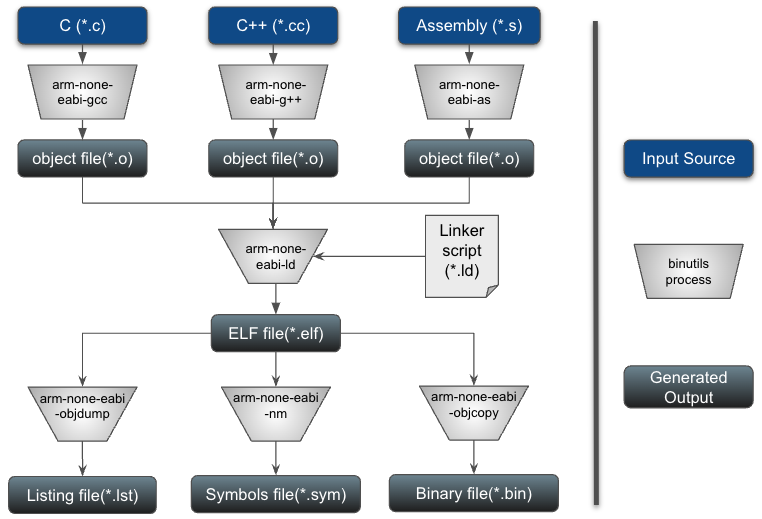 C (*.c)
C++ (*.cc)
Assembly (*.s)
arm-none-
eabi-gcc
arm-none-
eabi-g++
arm-none-
eabi-as
object file(*.o)
object file(*.o)
object file(*.o)
arm-none-
eabi-ld
Linker
script
(*.ld)
ELF file(*.elf)
arm-none-eabi
-objdump
arm-none-eabi
-nm
arm-none-eabi
-objcopy
Listing file(*.lst)
Symbols file(*.sym)
Binary file(*.bin)
Input Source
binutils
process
Generated
Output